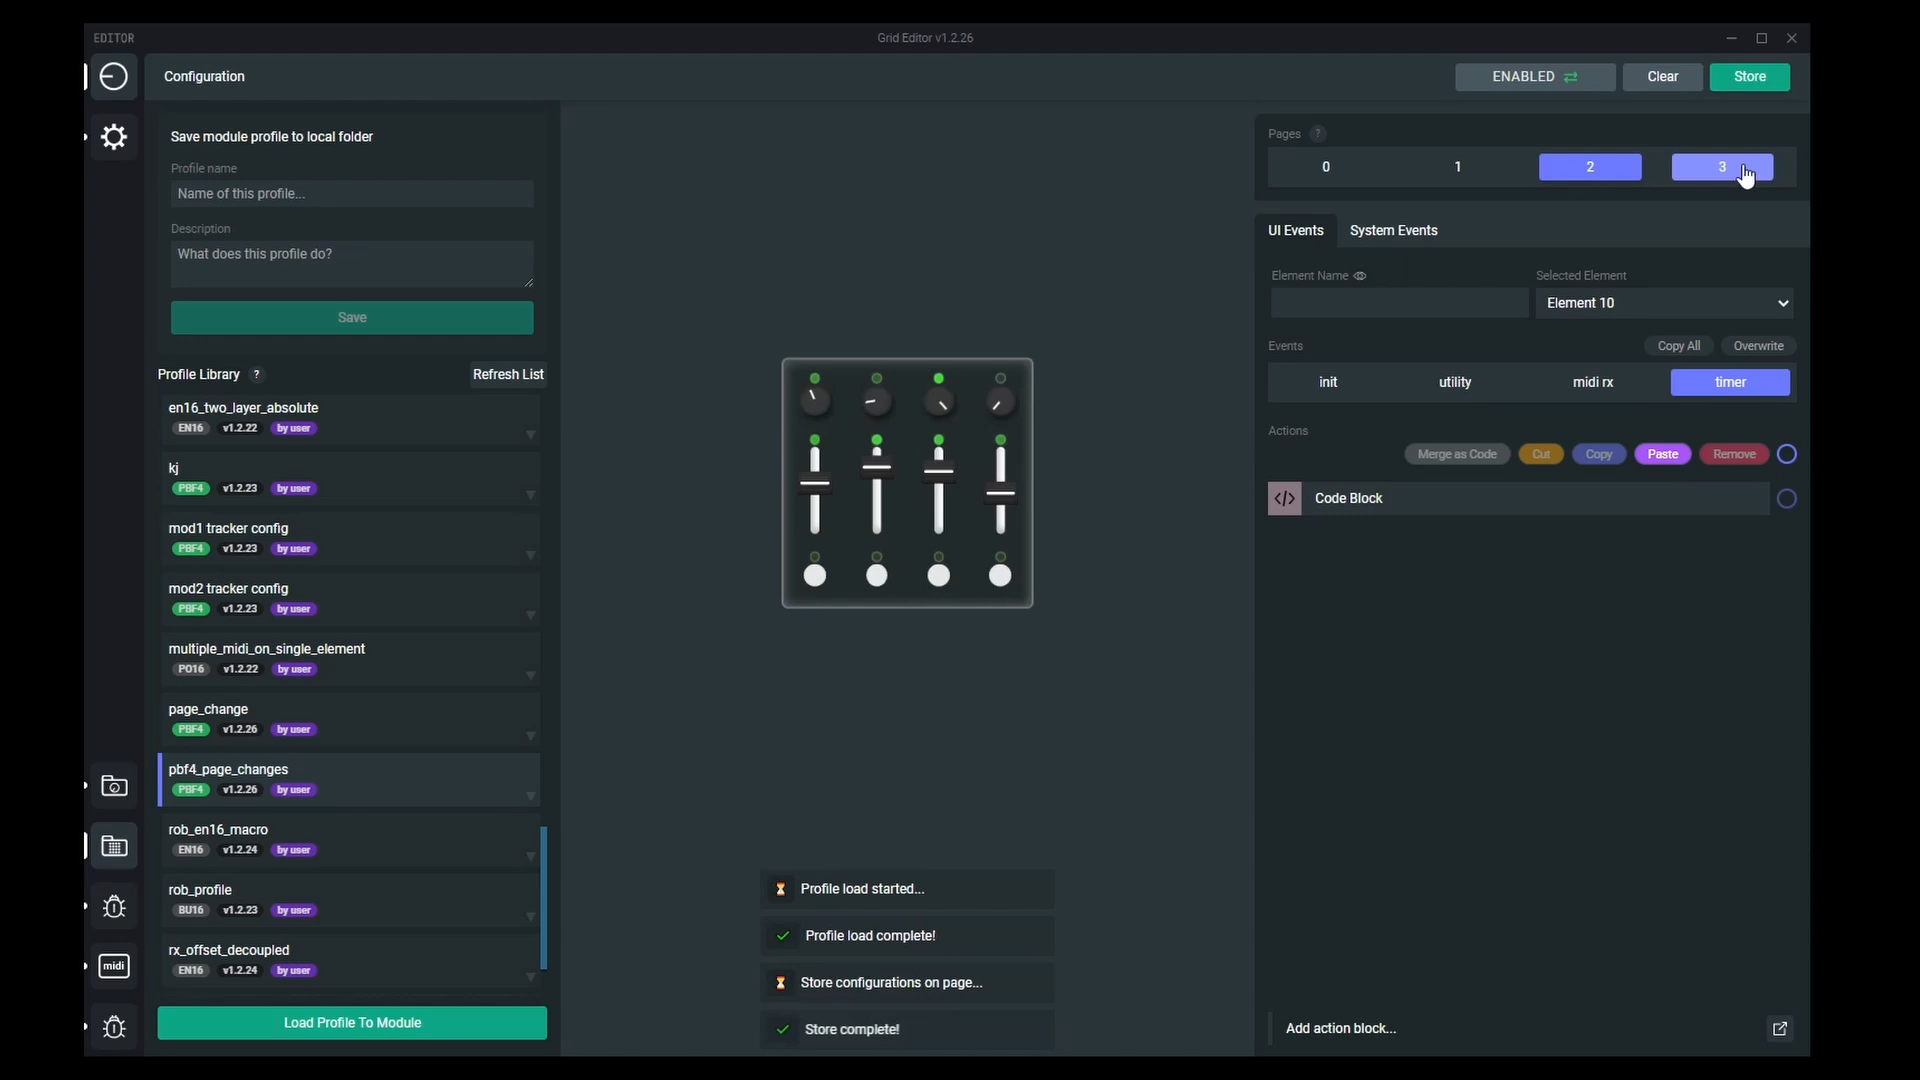 EDITOR
Grid Editor v1.2.26
Configuration
ENABLED
Clear
Store
Save module profile to local folder
Profile name
Name of this profile...
Description
What does this profile do?
Save
Profile Library ?
Refresh List
en16_two_layer_absolute
EN16 v1.2.22 by user
kj
PBF4 v1.2.23 by user
mod1 tracker config
PBF4 v1.2.23 by user
mod2 tracker config
PBF4 v1.2.23 by user
multiple_midi_on_single_element
PO16 v1.2.22 by user
page_change
PBF4 v1.2.26 by user
pbf4_page_changes
PBF4 v1.2.26 by user
rob_en16_macro
EN16 v1.2.24 by user
rob_profile
BU16 v1.2.23 by user
rx_offset_decoupled
EN16 v1.2.24 by user
Load Profile To Module
midi
Profile load started...
Profile load complete!
Store configurations on page...
Store complete!
Pages ?
0 1 2 3
UI Events System Events
Element Name Selected Element
Element 10
Events
Copy All Overwrite
init utility midi rx timer
Actions
Merge as Code Cut Copy Paste Remove
</> Code Block
Add action block...